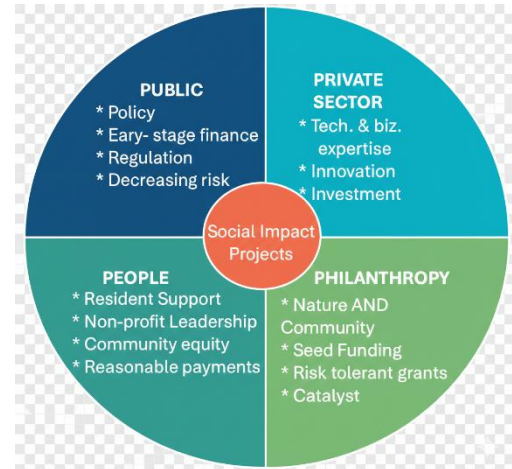 PUBLIC
* Policy
* Eary- stage finance
* Regulation
* Decreasing risk
PRIVATE
SECTOR
* Tech. & biz.
expertise
* Innovation
* Investment
Social Impact
Projects
PEOPLE
* Resident Support
* Non-profit Leadership
* Community equity
* Reasonable payments
PHILANTHROPY
* Nature AND
Community
* Seed Funding
* Risk tolerant grants
* Catalyst